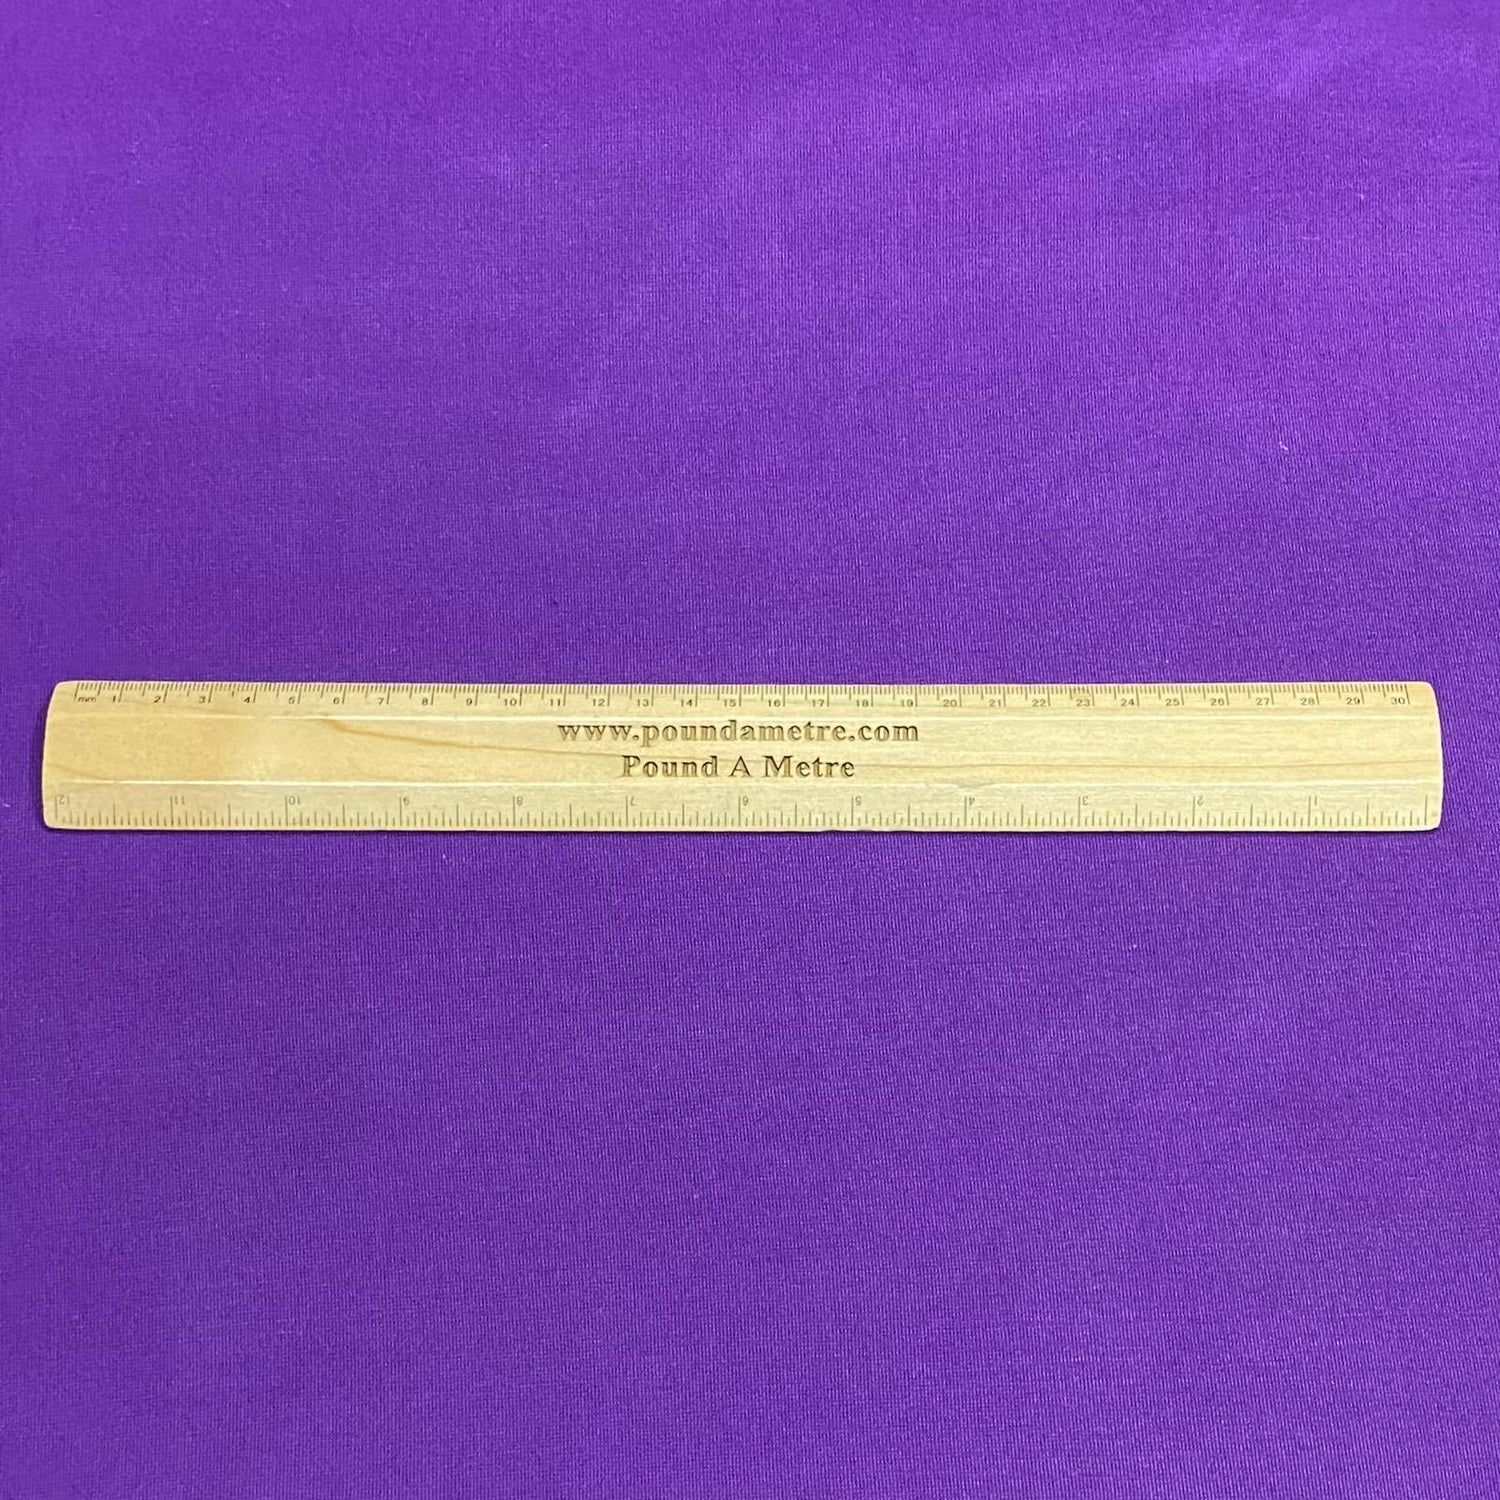 mm 1 2 3 4 5 6 7 8 9 10 11 12 13 14 15 16 17 18 19 20 21 22 23 24 25 26 27 28 29 30
www.poundametre.com
Pound A Metre
12 11 10 9 8 7 6 5 4 3 2 1